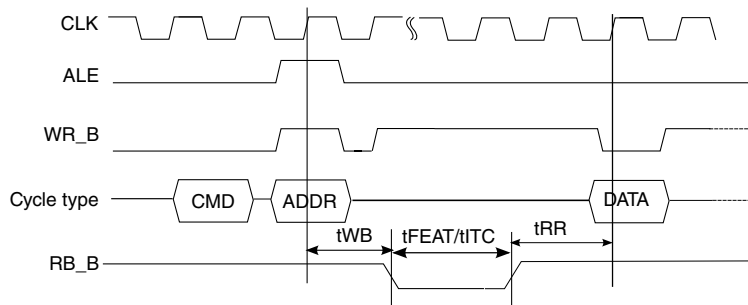 CLK
ALE
WR_B
Cycle type CMD ADDR DATA
tWB tFEAT/tITC tRR
RB_B